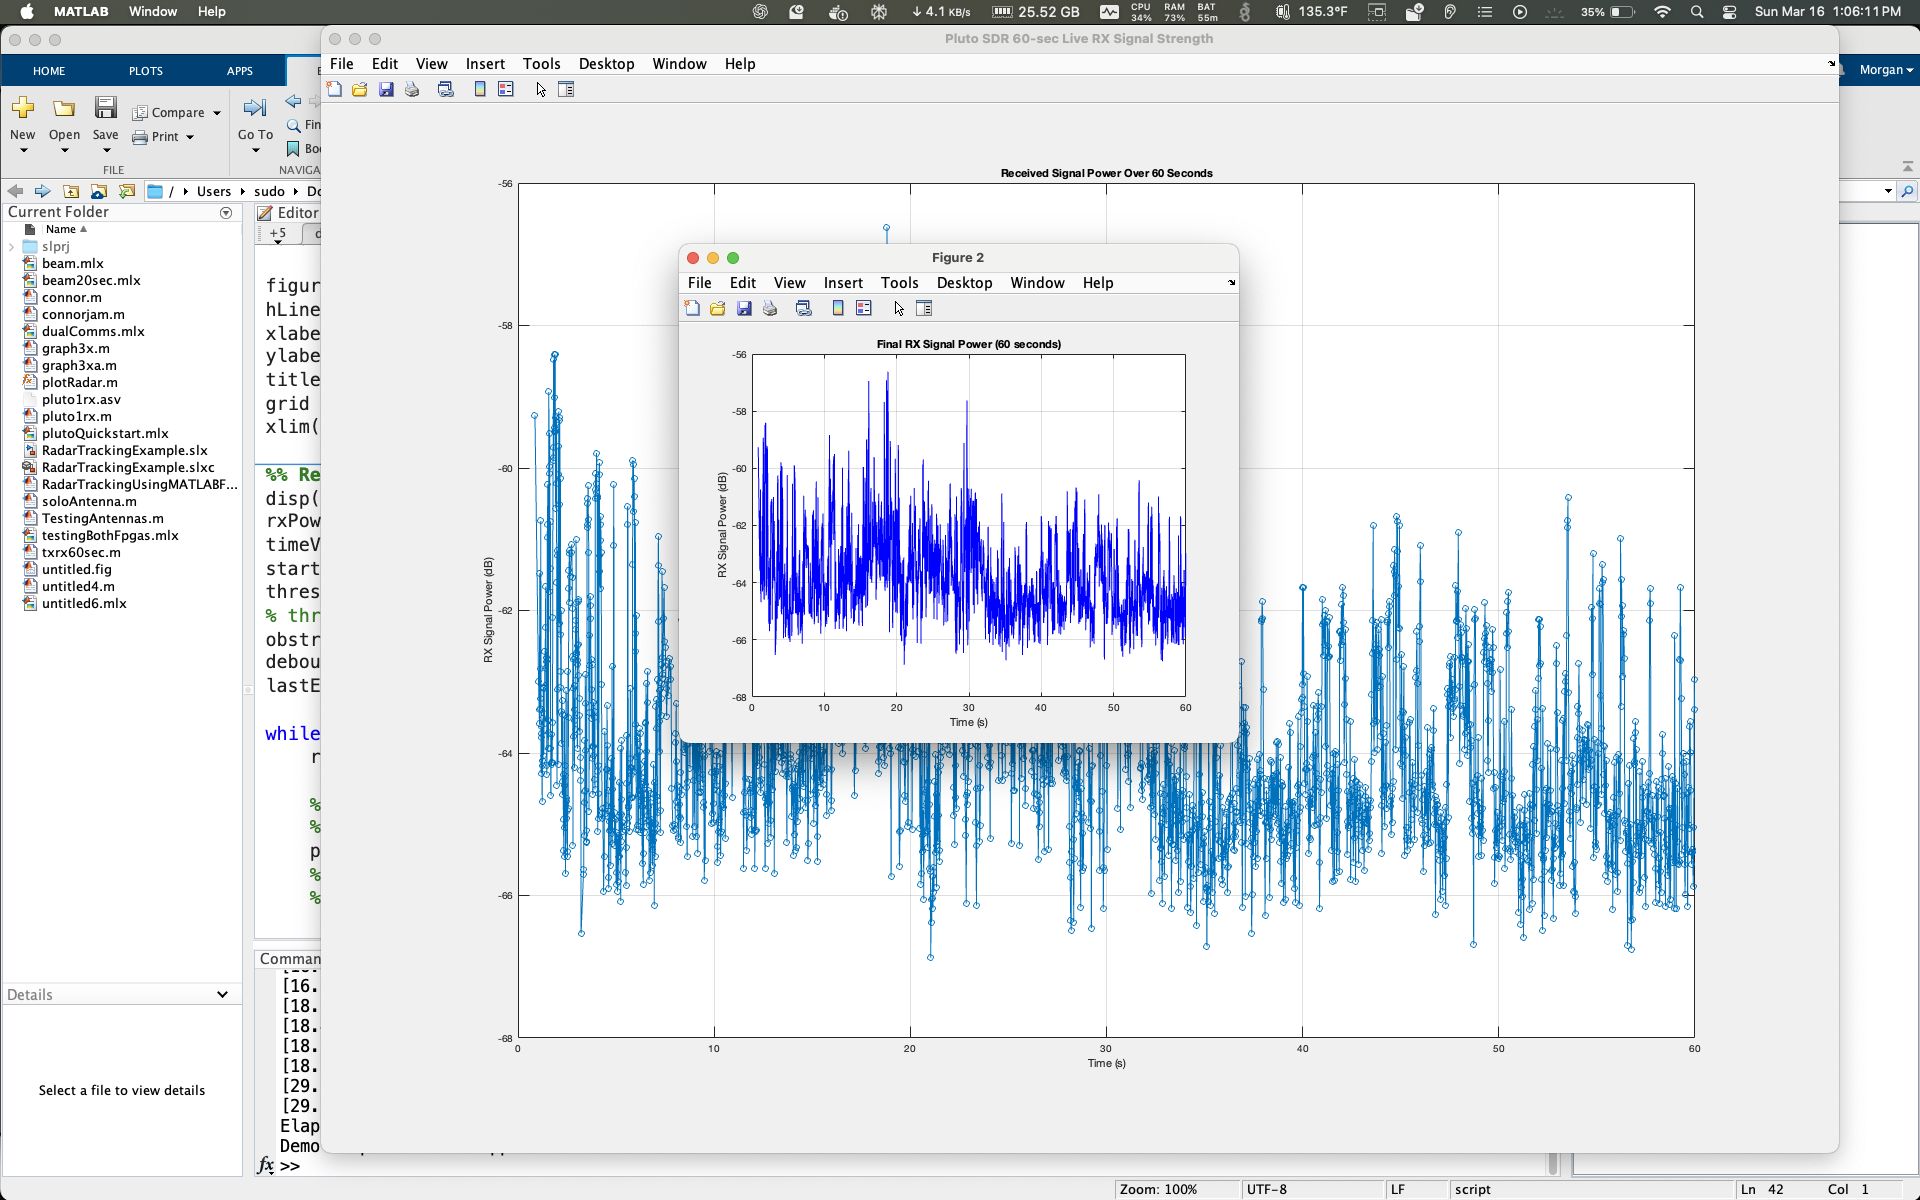 MATLAB Window Help
↓ 4.1 KB/s 25.52 GB CPU 34% RAM 73% BAT 55m 135.3°F 35% Sun Mar 16 1:06:11 PM
Pluto SDR 60-sec Live RX Signal Strength
HOME PLOTS APPS
Morgan
File Edit View Insert Tools Desktop Window Help
New Open Save
Compare
Print
Go To
Fin
Boo
FILE
NAVIGA
/ Users sudo Do
Current Folder
Name
slprj
beam.mlx
beam20sec.mlx
connor.m
connorjam.m
dualComms.mlx
graph3x.m
graph3xa.m
plotRadar.m
pluto1rx.asv
pluto1rx.m
plutoQuickstart.mlx
RadarTrackingExample.slx
RadarTrackingExample.slxc
RadarTrackingUsingMATLABF...
soloAntenna.m
TestingAntennas.m
testingBothFpgas.mlx
txrx60sec.m
untitled.fig
untitled4.m
untitled6.mlx
Details
Select a file to view details
Editor
+5
figur
hLine
xlabe
ylabe
title
grid
xlim(
%% Re
disp(
rxPow
timeV
start
thres
% thr
obstr
debou
lastE
while
r
%
%
p
%
%
Comman
[16.
[18.
[18.
[18.
[18.
[29.
[29.
Elap
Demo
fx >>
Received Signal Power Over 60 Seconds
-56
-58
-60
-62
-64
-66
-68
RX Signal Power (dB)
0 10 20 30 40 50 60
Time (s)
Figure 2
File Edit View Insert Tools Desktop Window Help
Final RX Signal Power (60 seconds)
-56
-58
-60
-62
-64
-66
-68
RX Signal Power (dB)
0 10 20 30 40 50 60
Time (s)
Zoom: 100% UTF-8 LF script Ln 42 Col 1